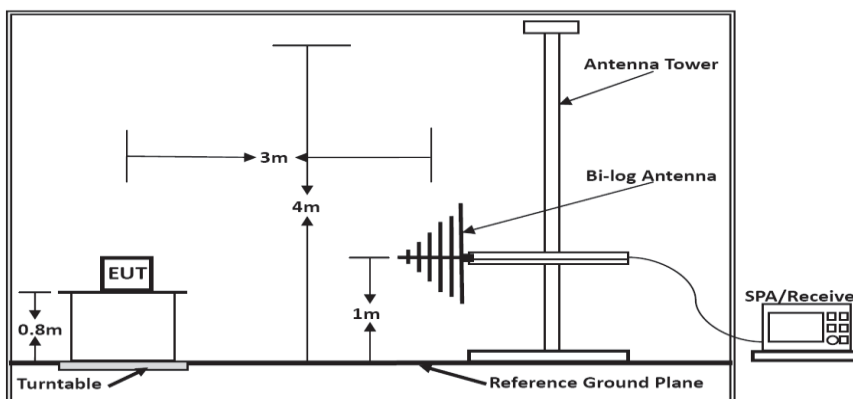 Antenna Tower
3m
Bi-log Antenna
4m
EUT
SPA/Receive
0.8m
1m
Turntable
Reference Ground Plane